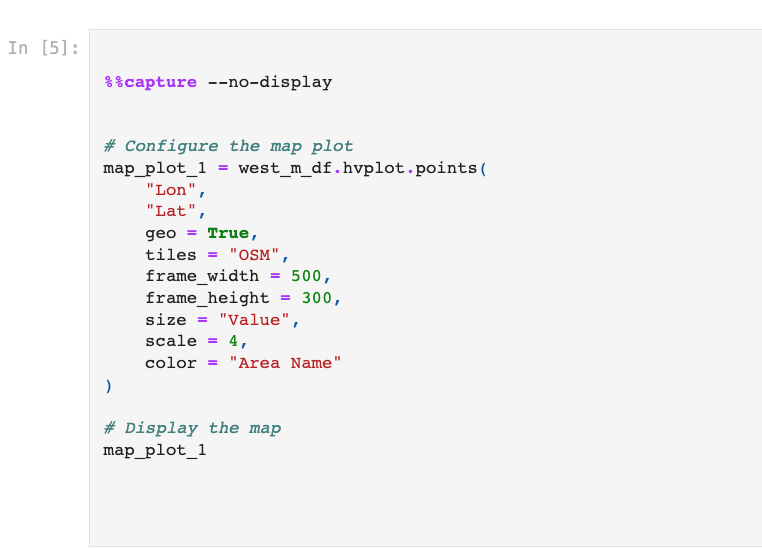 In [5]:
%%capture --no-display
# Configure the map plot
map_plot_1 = west_m_df.hvplot.points(
    "Lon",
    "Lat",
    geo = True,
    tiles = "OSM",
    frame_width = 500,
    frame_height = 300,
    size = "Value",
    scale = 4,
    color = "Area Name"
)
# Display the map
map_plot_1